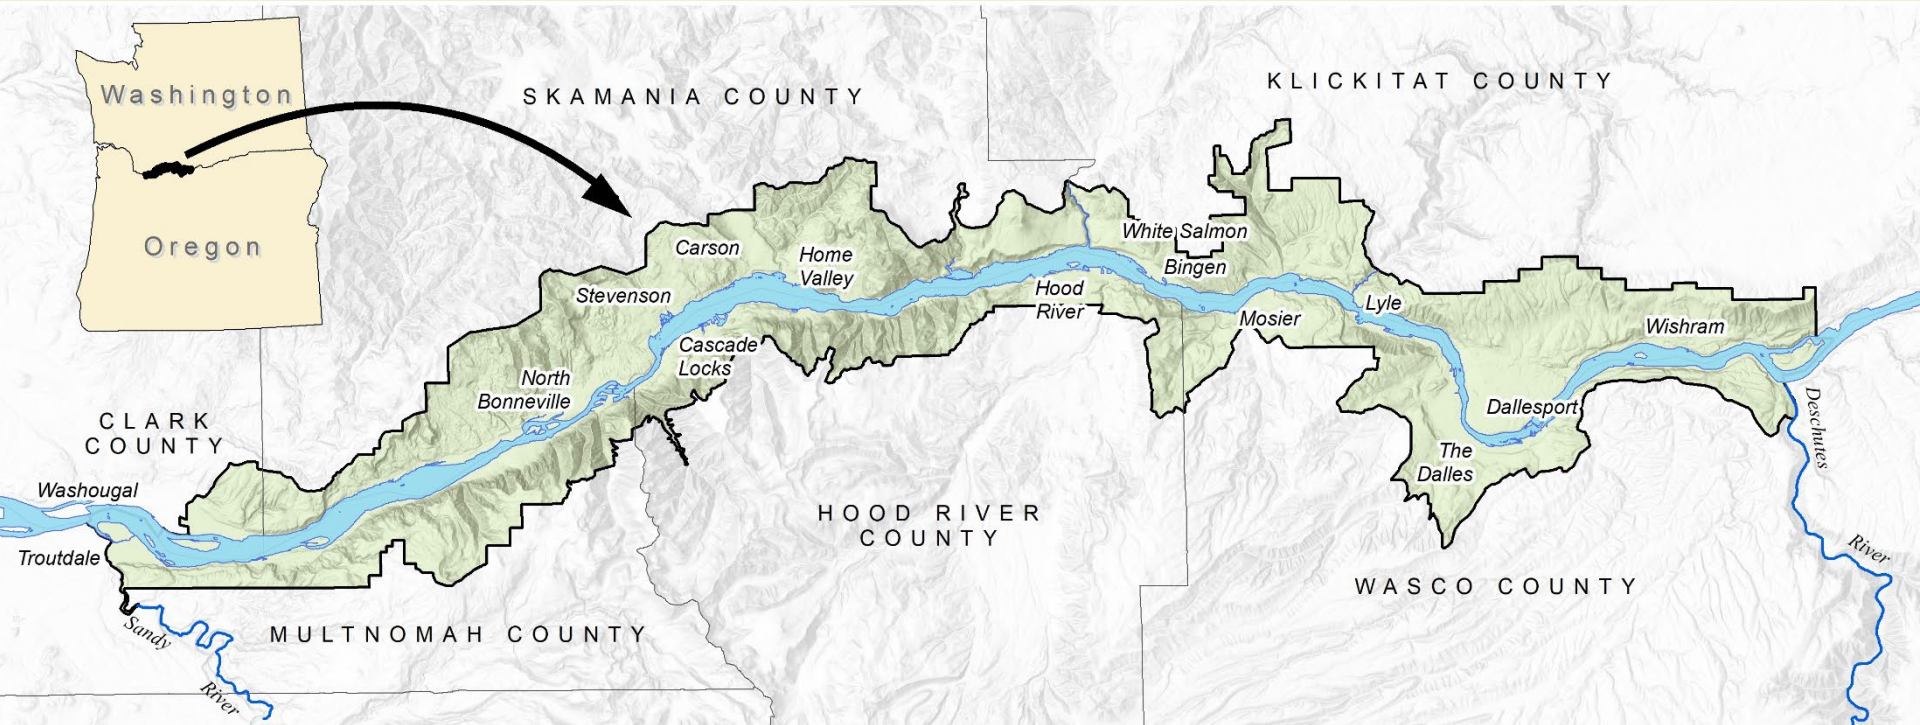 Washington
Oregon
SKAMANIA COUNTY
KLICKITAT COUNTY
Carson
Home
Valley
White Salmon
Bingen
Stevenson
Hood
River
Lyle
Mosier
Wishram
Cascade
Locks
North
Bonneville
Dallesport
The
Dalles
Deschutes
River
CLARK
COUNTY
Washougal
Troutdale
HOOD RIVER
COUNTY
WASCO COUNTY
MULTNOMAH COUNTY
Sandy
River